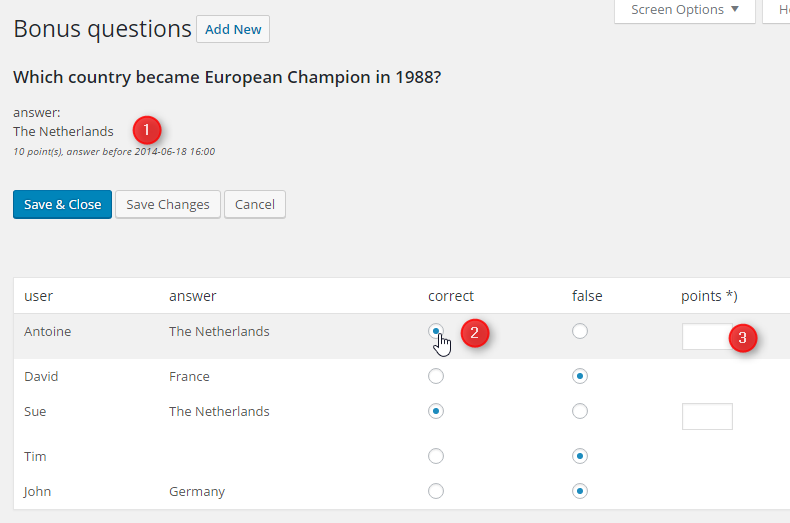 Screen Options ▼ H
Bonus questions Add New
Which country became European Champion in 1988?
answer:
The Netherlands 1
10 point(s), answer before 2014-06-18 16:00
Save & Close Save Changes Cancel
user answer correct false points *)
Antoine The Netherlands 2 3
David France
Sue The Netherlands
Tim
John Germany